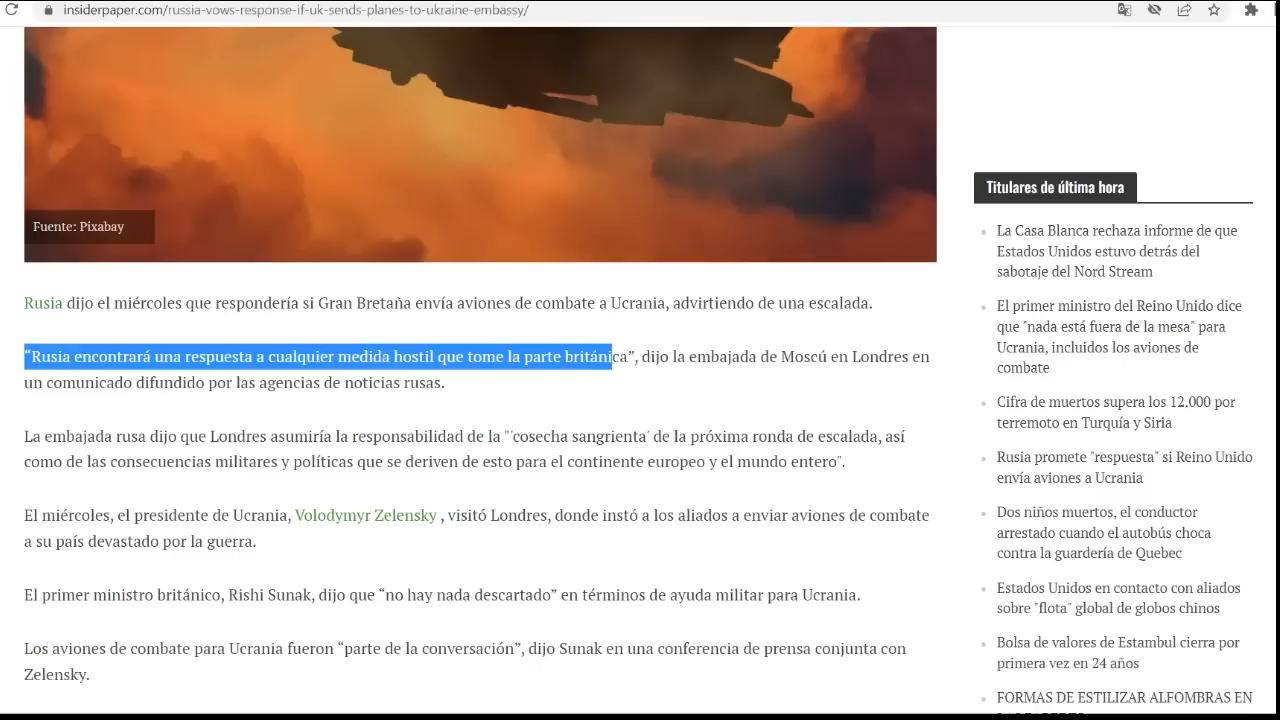 insiderpaper.com/russia-vows-response-if-uk-sends-planes-to-ukraine-embassy/
Fuente: Pixabay
Rusia dijo el miércoles que respondería si Gran Bretaña envía aviones de combate a Ucrania, advirtiendo de una escalada.
“Rusia encontrará una respuesta a cualquier medida hostil que tome la parte británica”, dijo la embajada de Moscú en Londres en
un comunicado difundido por las agencias de noticias rusas.
La embajada rusa dijo que Londres asumiría la responsabilidad de la "'cosecha sangrienta' de la próxima ronda de escalada, así
como de las consecuencias militares y políticas que se deriven de esto para el continente europeo y el mundo entero".
El miércoles, el presidente de Ucrania, Volodymyr Zelensky , visitó Londres, donde instó a los aliados a enviar aviones de combate
a su país devastado por la guerra.
El primer ministro británico, Rishi Sunak, dijo que “no hay nada descartado” en términos de ayuda militar para Ucrania.
Los aviones de combate para Ucrania fueron “parte de la conversación”, dijo Sunak en una conferencia de prensa conjunta con
Zelensky.
Titulares de última hora
La Casa Blanca rechaza informe de que
Estados Unidos estuvo detrás del
sabotaje del Nord Stream
El primer ministro del Reino Unido dice
que "nada está fuera de la mesa" para
Ucrania, incluidos los aviones de
combate
Cifra de muertos supera los 12.000 por
terremoto en Turquía y Siria
Rusia promete "respuesta" si Reino Unido
envía aviones a Ucrania
Dos niños muertos, el conductor
arrestado cuando el autobús choca
contra la guardería de Quebec
Estados Unidos en contacto con aliados
sobre "flota" global de globos chinos
Bolsa de valores de Estambul cierra por
primera vez en 24 años
FORMAS DE ESTILIZAR ALFOMBRAS EN